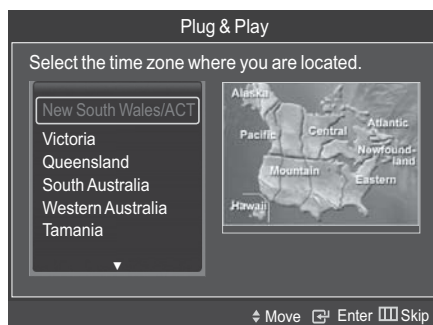 Plug & Play
Select the time zone where you are located.
New South Wales/ACT
Victoria
Queensland
South Australia
Western Australia
Tamania
Alaska
Pacific
Central
Atlantic
Newfound-
land
Mountain
Eastern
Hawaii
Move Enter Skip